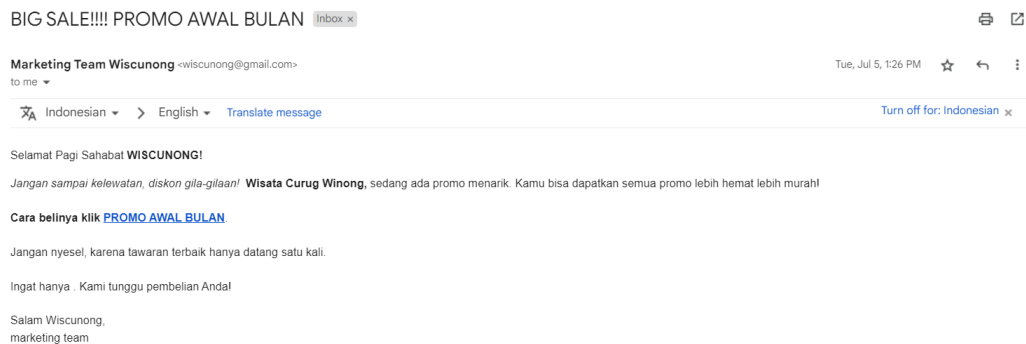 BIG SALE!!!! PROMO AWAL BULAN Inbox ×
Marketing Team Wiscunong <wiscunong@gmail.com> Tue, Jul 5, 1:26 PM
to me
Indonesian > English Translate message Turn off for: Indonesian ×
Selamat Pagi Sahabat WISCUNONG!
Jangan sampai kelewatan, diskon gila-gilaan! Wisata Curug Winong, sedang ada promo menarik. Kamu bisa dapatkan semua promo lebih hemat lebih murah!
Cara belinya klik PROMO AWAL BULAN.
Jangan nyesel, karena tawaran terbaik hanya datang satu kali.
Ingat hanya . Kami tunggu pembelian Anda!
Salam Wiscunong,
marketing team